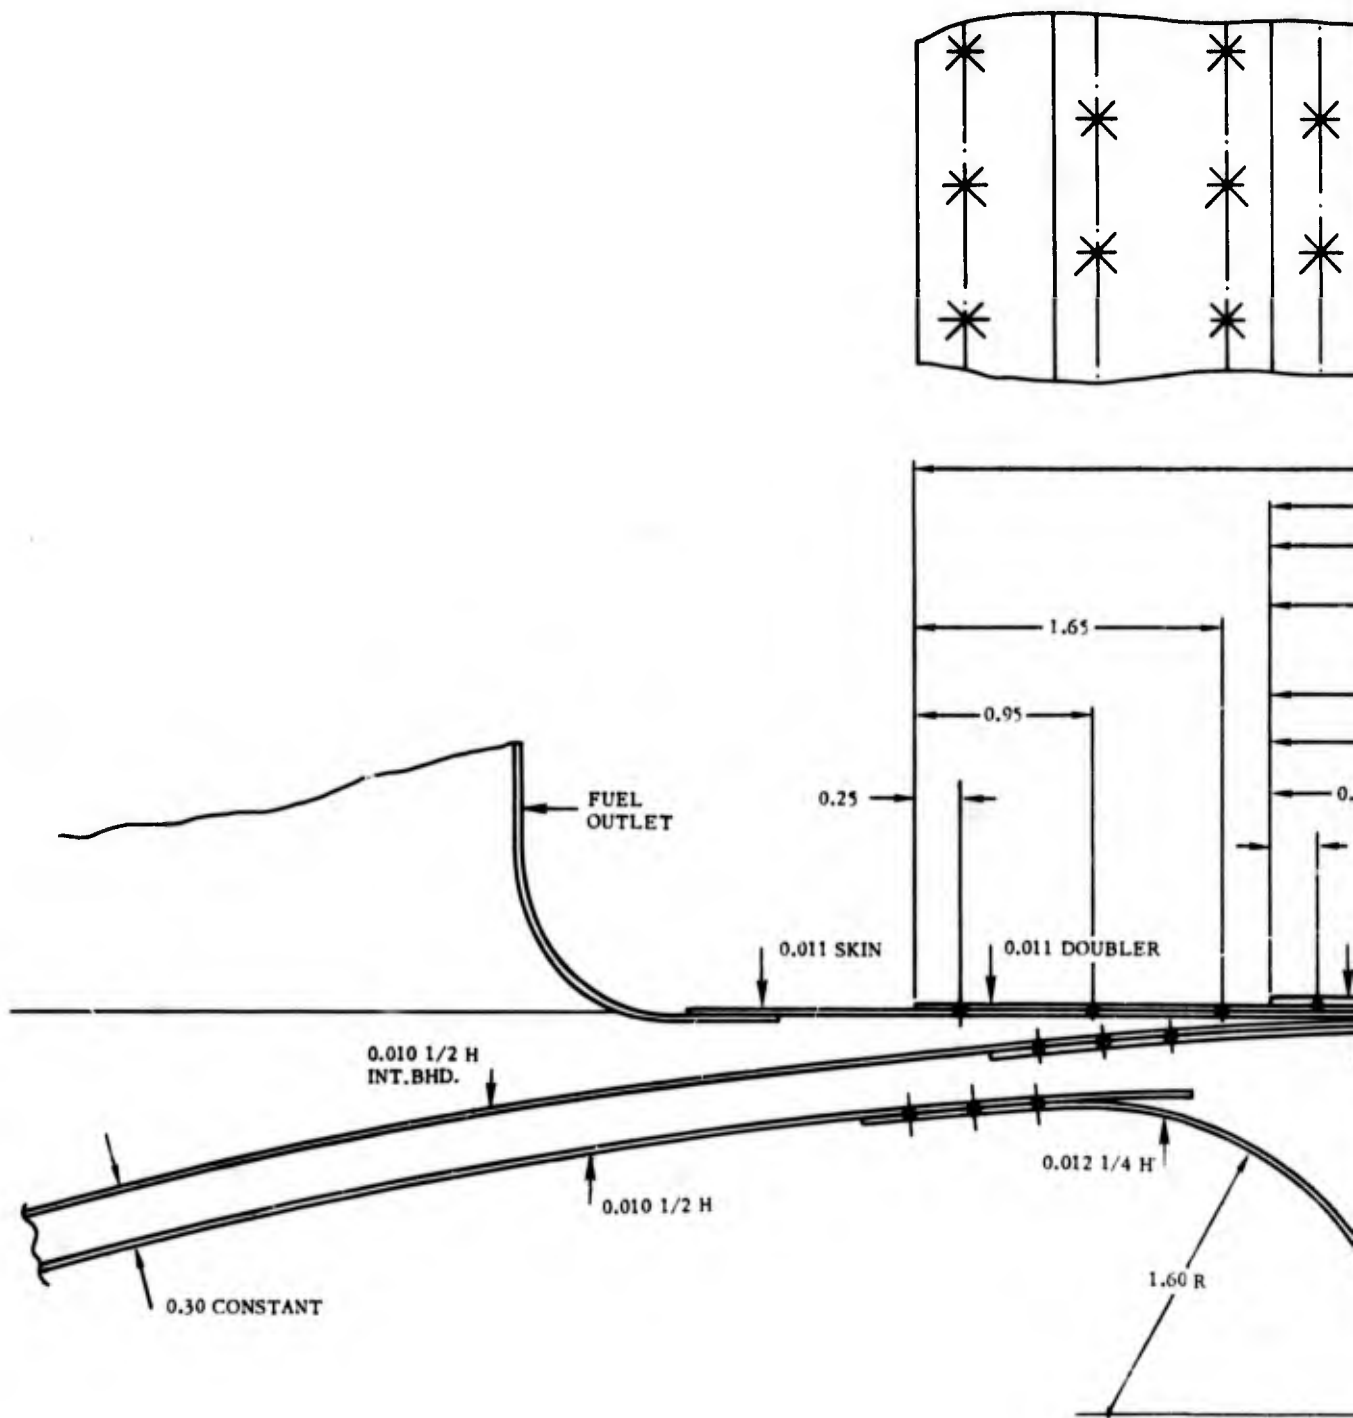 1.65
0.95
0.25
0.
FUEL
OUTLET
0.011 SKIN
0.011 DOUBLER
0.010 1/2 H
INT.BHD.
0.012 1/4 H
0.010 1/2 H
1.60 R
0.30 CONSTANT